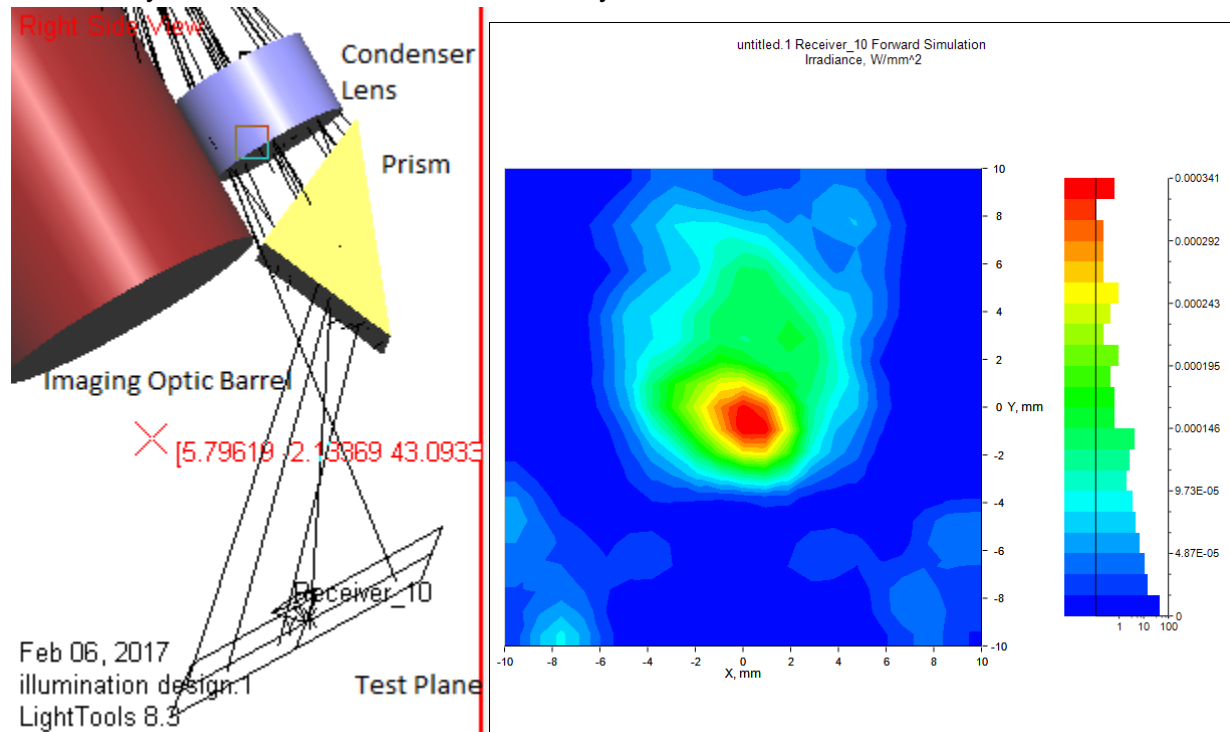 Right Side View
Condenser
Lens
Prism
Imaging Optic Barrel
[5.79619 -2.13369 43.0933
Receiver_10
Feb 06, 2017
illumination design.1
LightTools 8.3
Test Plane
untitled.1 Receiver_10 Forward Simulation
Irradiance, W/mm^2
10
8
6
4
2
0 Y, mm
-2
-4
-6
-8
-10
-10 -8 -6 -4 -2 0 2 4 6 8 10
X, mm
0.000341
0.000292
0.000243
0.000195
0.000146
9.73E-05
4.87E-05
0
1 10 100